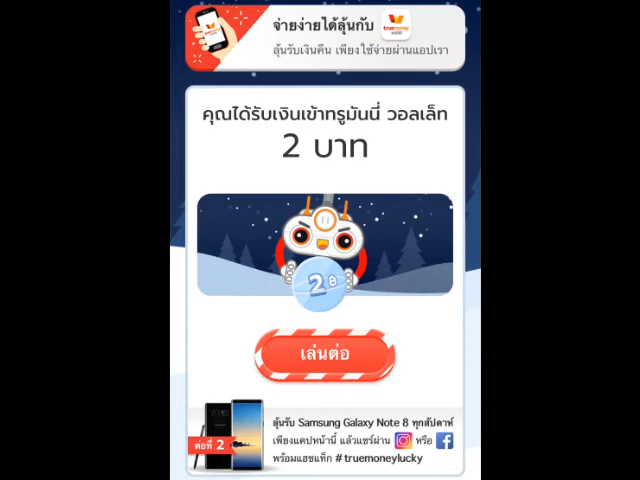 จ่ายง่ายได้ลุ้นกับ
truemoney
wallet
ลุ้นรับเงินคืน เพียงใช้จ่ายผ่านแอปเรา
คุณได้รับเงินเข้าทรูมันนี่ วอลเล็ท
2 บาท
2฿
เล่นต่อ
ลุ้นรับ Samsung Galaxy Note 8 ทุกสัปดาห์
ต่อที่ 2
เพียงแคปหน้านี้ แล้วแชร์ผ่าน หรือ
พร้อมแฮชแท็ก #truemoneylucky